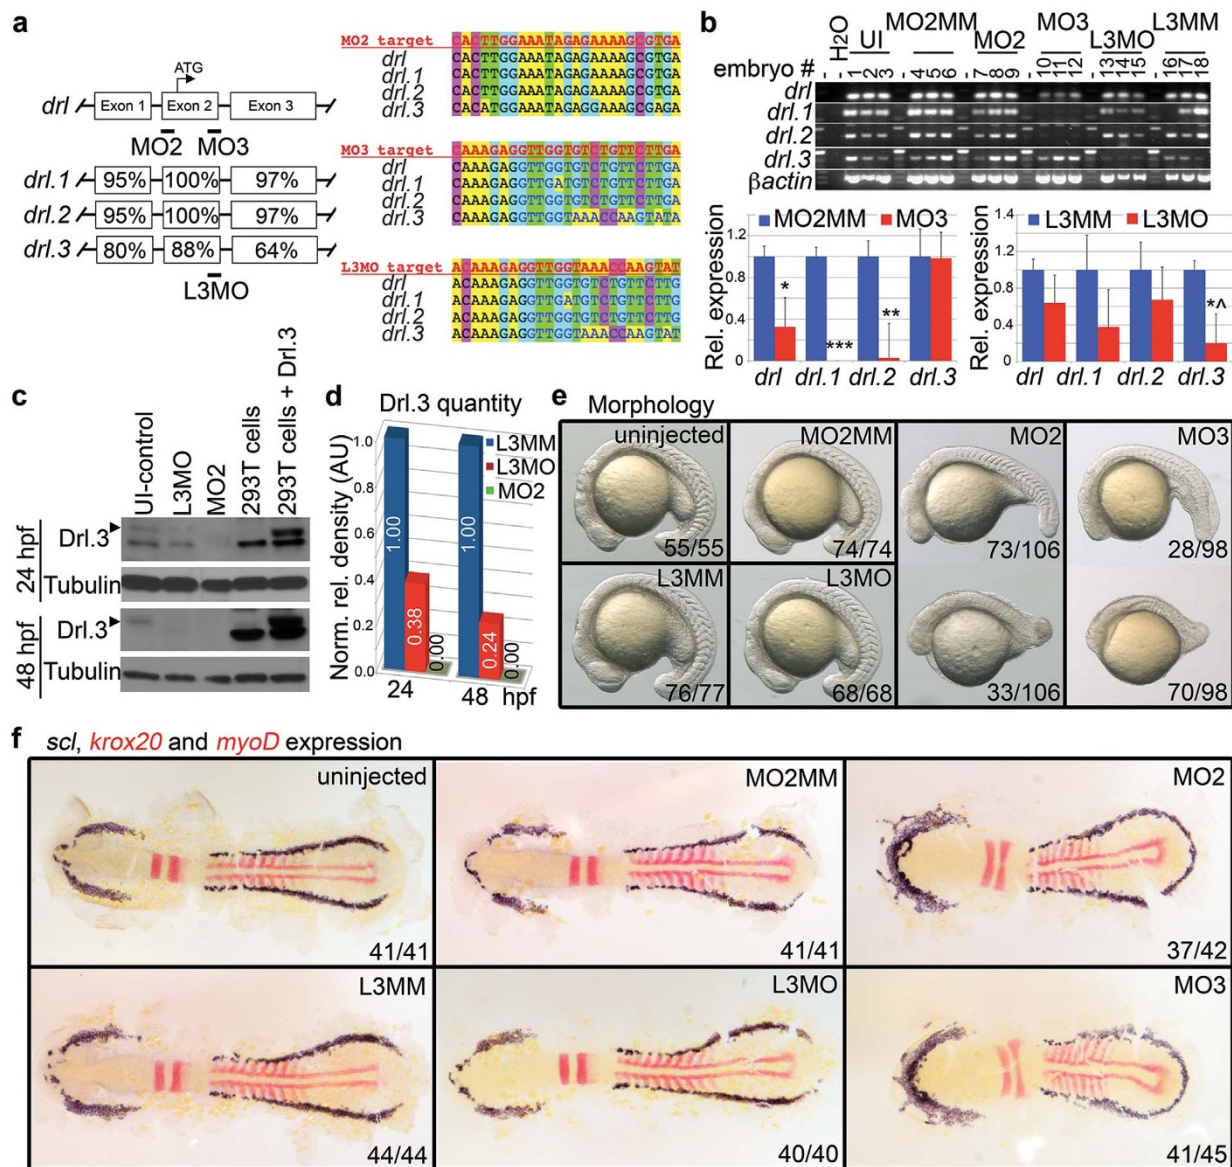 a
ATG
drl Exon 1 Exon 2 Exon 3
MO2 MO3
drl.1 95% 100% 97%
drl.2 95% 100% 97%
drl.3 80% 88% 64%
L3MO
MO2 target CACTTGGAAATAGAGAAAAGCGTGA
drl CACTTGGAAATAGAGAAAAGCGTGA
drl.1 CACTTGGAAATAGAGAAAAGCGTGA
drl.2 CACTTGGAAATAGAGAAAAGCGTGA
drl.3 CACATGGAAATAGAGGAAAGCGAGA
MO3 target CAAAGAGGTTGGTGTCTGTTCTTGA
drl CAAAGAGGTTGGTGTCTGTTCTTGA
drl.1 CAAAGAGGTTGATGTCTGTTCTTGA
drl.2 CAAAGAGGTTGGTGTCTGTTCTTGA
drl.3 CAAAGAGGTTGGTAAACCAAGTATA
L3MO target ACAAAGAGGTTGGTAAACCAAGTAT
drl ACAAAGAGGTTGGTGTCTGTTCTTG
drl.1 ACAAAGAGGTTGATGTCTGTTCTTG
drl.2 ACAAAGAGGTTGGTGTCTGTTCTTG
drl.3 ACAAAGAGGTTGGTAAACCAAGTAT
b
H2O UI MO2MM MO2 MO3 L3MO L3MM
embryo # - - 1 2 3 - 4 5 6 - 7 8 9 - 10 11 12 - 13 14 15 - 16 17 18
drl
drl.1
drl.2
drl.3
βactin
Rel. expression
MO2MM MO3
1.2
0.8
0.4
0
* *** **
drl drl.1 drl.2 drl.3
Rel. expression
L3MM L3MO
1.4
1.2
0.8
0.4
0
*^
drl drl.1 drl.2 drl.3
c
UI-control L3MO MO2 293T cells 293T cells + Drl.3
24 hpf
Drl.3
Tubulin
48 hpf
Drl.3
Tubulin
d
Drl.3 quantity
Norm. rel. density (AU)
L3MM
L3MO
MO2
1.0
0.8
0.6
0.4
0.2
0.0
1.00 0.38 0.00 1.00 0.24 0.00
24 48 hpf
e Morphology
uninjected MO2MM MO2 MO3
55/55 74/74 73/106 28/98
L3MM L3MO
76/77 68/68 33/106 70/98
f scl, krox20 and myoD expression
uninjected MO2MM MO2
41/41 41/41 37/42
L3MM L3MO MO3
44/44 40/40 41/45